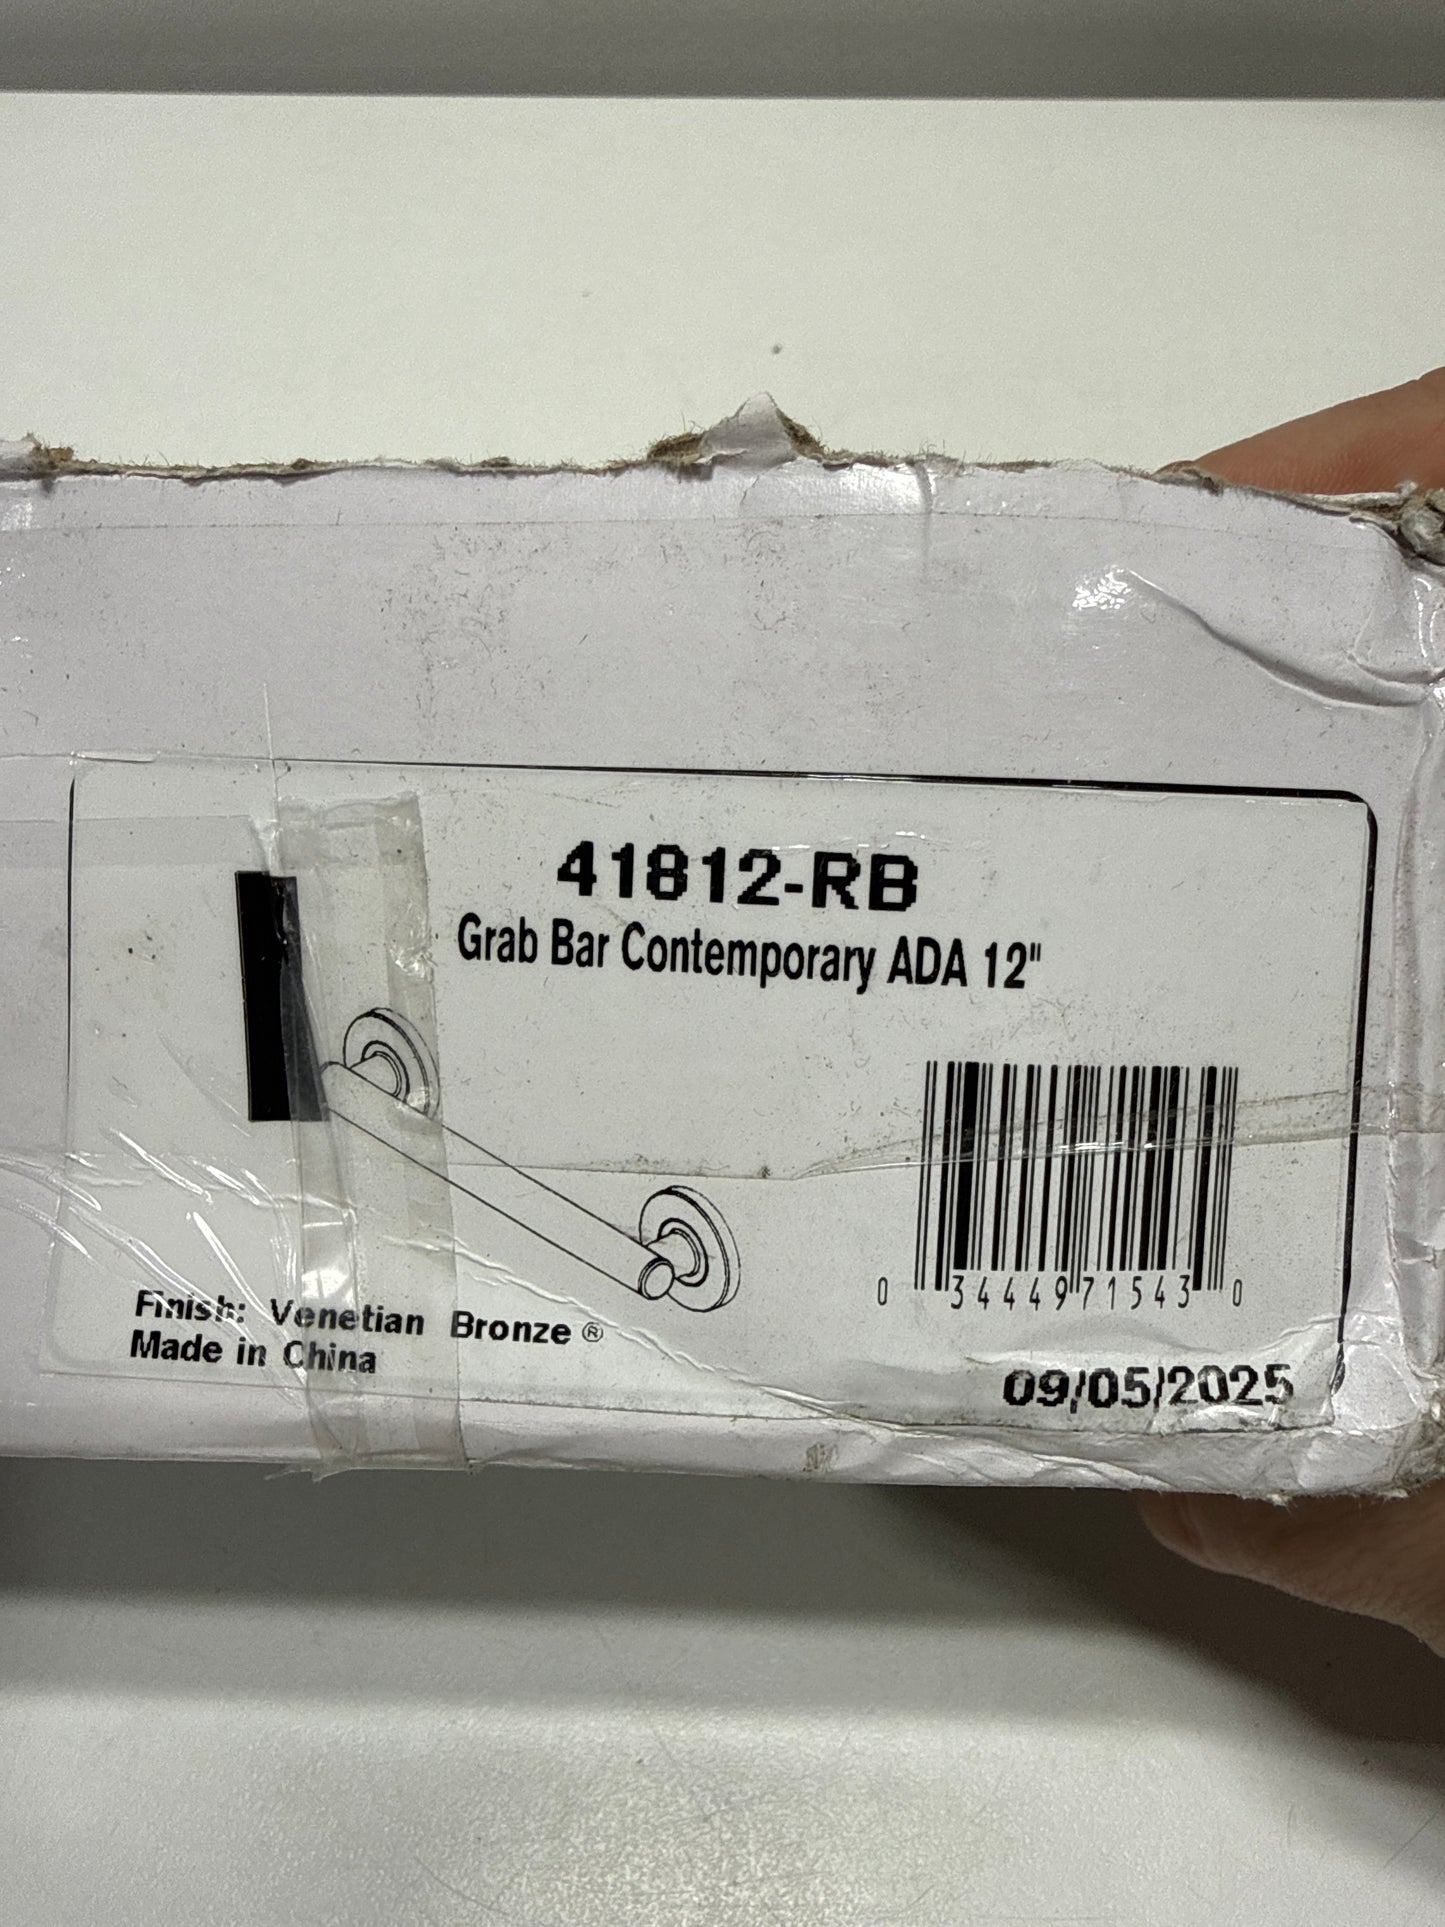 41812-RB
Grab Bar Contemporary ADA 12"
0 34449 71543 0
Finish: Venetian Bronze ®
Made in China
09/05/2025